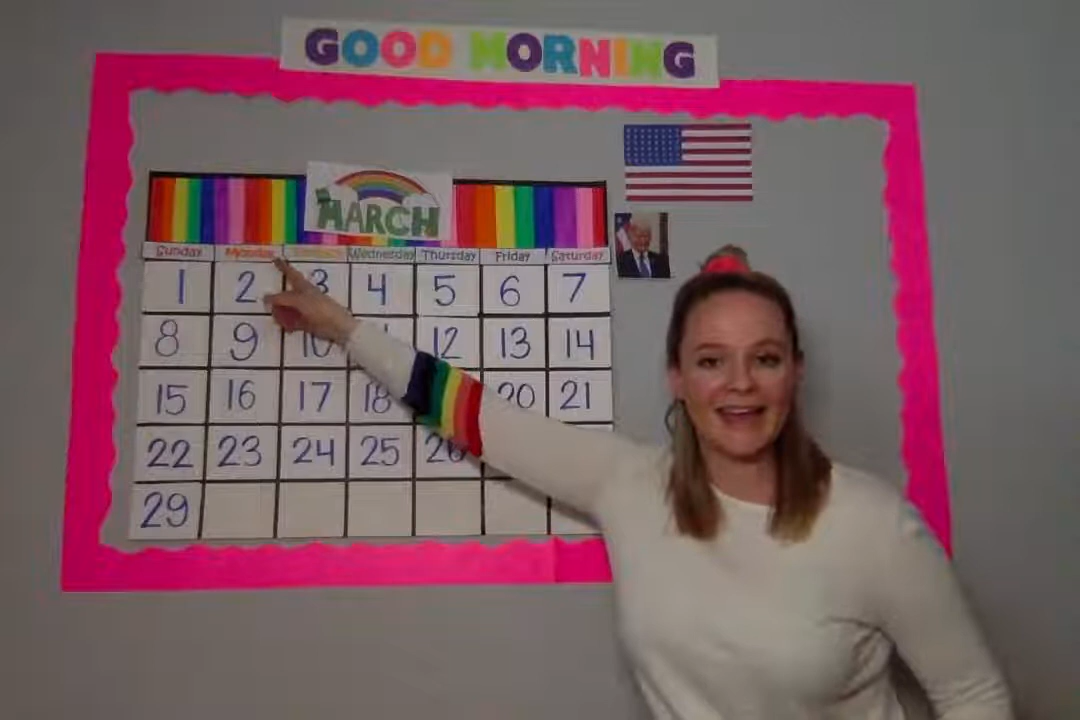 GOOD MORNING
MARCH
Sunday Monday Wednesday Thursday Friday Saturday
1 2 3 4 5 6 7
8 9 10 12 13 14
15 16 17 18 20 21
22 23 24 25 26
29